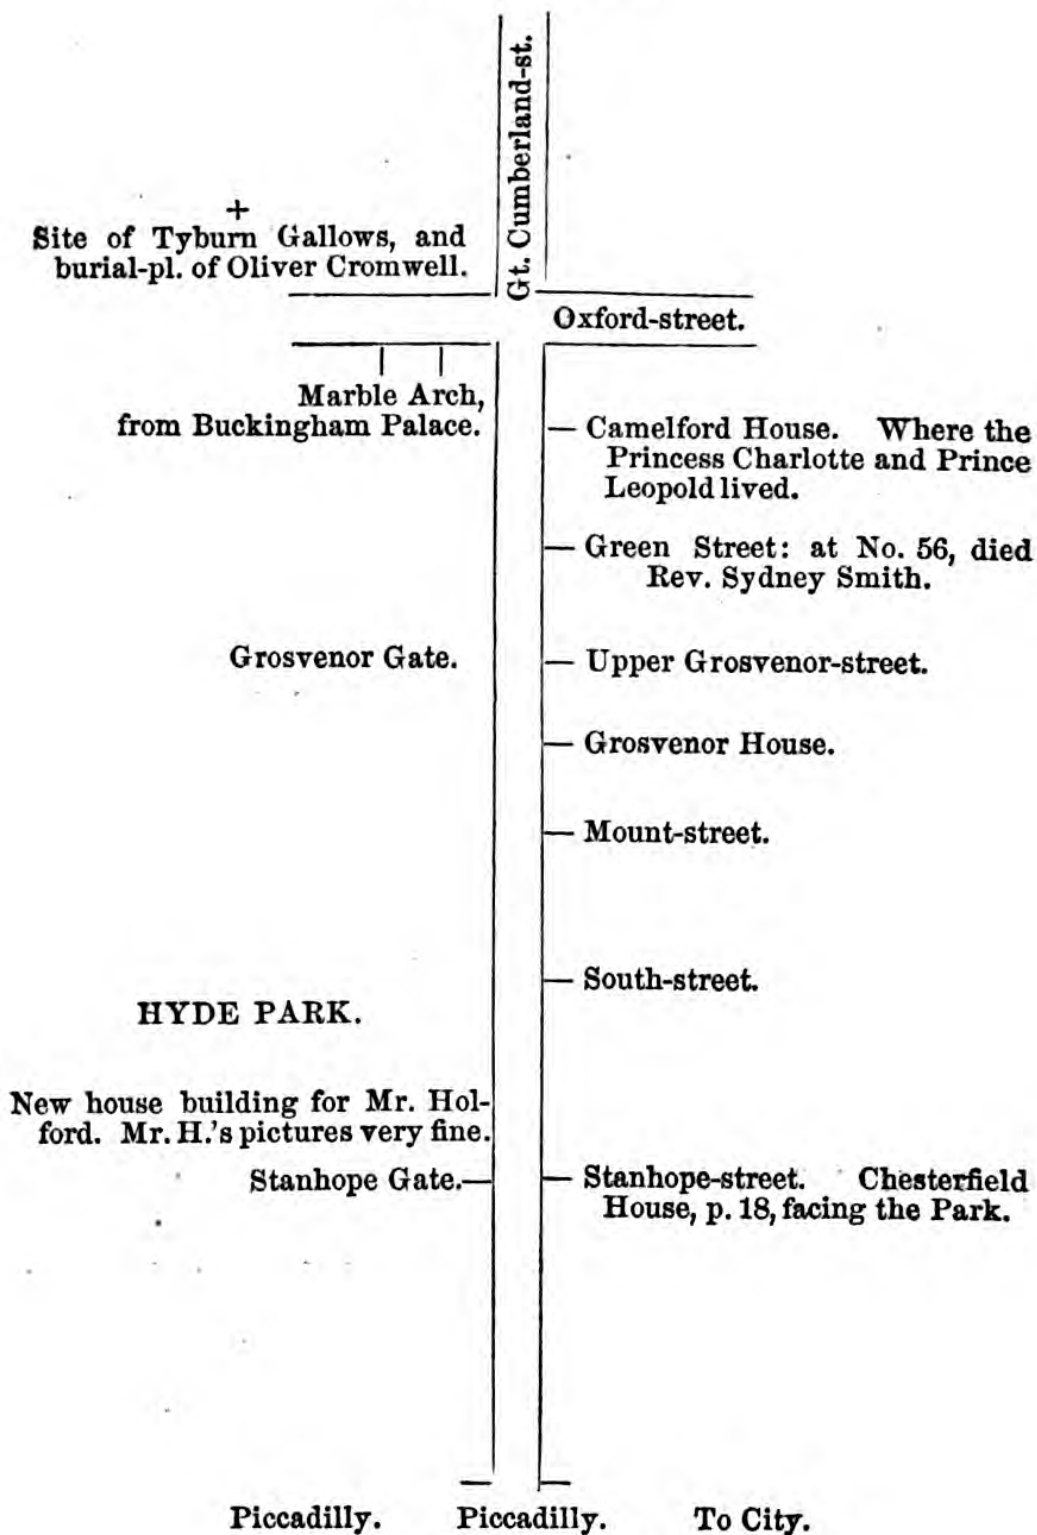 Gt. Cumberland-st.
+
Site of Tyburn Gallows, and
burial-pl. of Oliver Cromwell.
Oxford-street.
Marble Arch,
from Buckingham Palace.
— Camelford House. Where the
Princess Charlotte and Prince
Leopold lived.
— Green Street: at No. 56, died
Rev. Sydney Smith.
Grosvenor Gate.
— Upper Grosvenor-street.
— Grosvenor House.
— Mount-street.
— South-street.
HYDE PARK.
New house building for Mr. Hol-
ford. Mr. H.'s pictures very fine.
Stanhope Gate.—
— Stanhope-street. Chesterfield
House, p. 18, facing the Park.
Piccadilly. Piccadilly. To City.